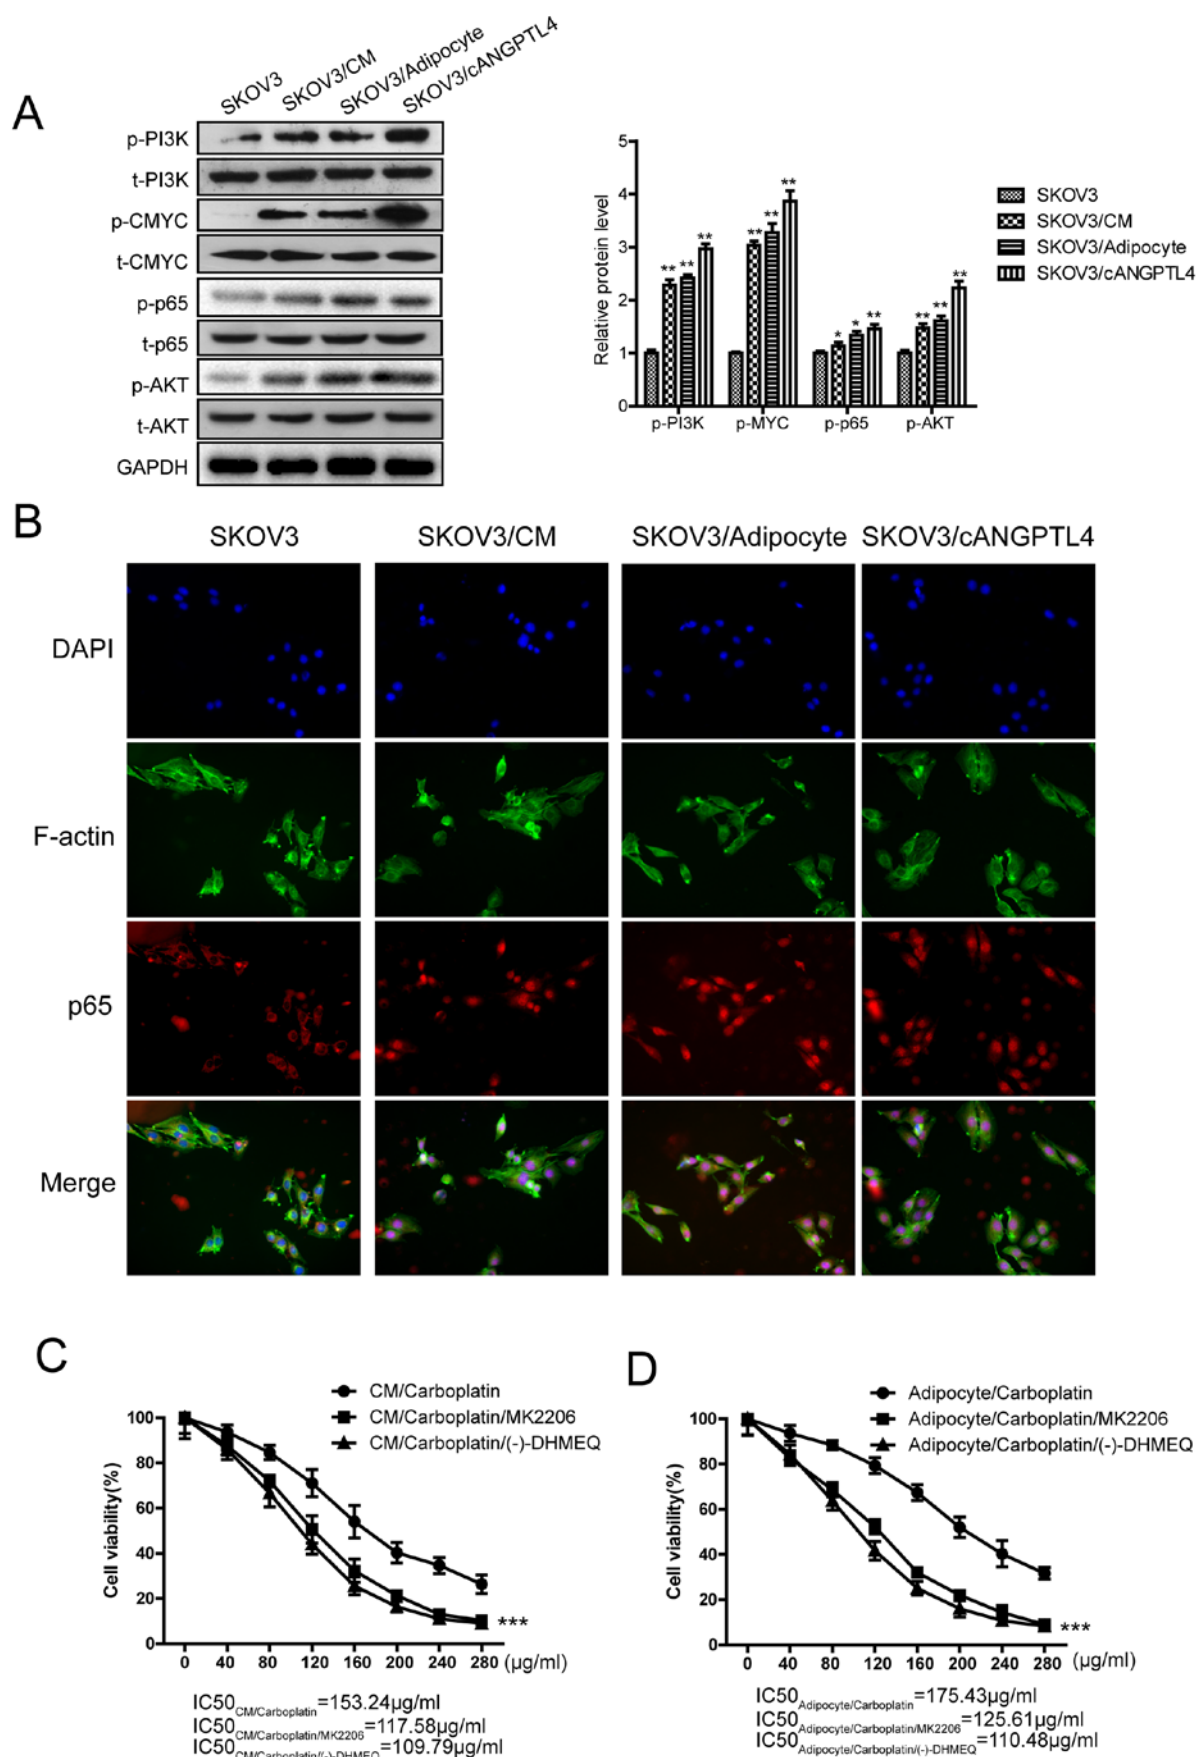 A
SKOV3
SKOV3/CM
SKOV3/Adipocyte
SKOV3/cANGPTL4
p-PI3K
t-PI3K
p-CMYC
t-CMYC
p-p65
t-p65
p-AKT
t-AKT
GAPDH
Relative protein level
5
4
3
2
1
0
** ** **
** ** **
* * **
** ** **
p-PI3K p-MYC p-p65 p-AKT
SKOV3
SKOV3/CM
SKOV3/Adipocyte
SKOV3/cANGPTL4
B
SKOV3 SKOV3/CM SKOV3/Adipocyte SKOV3/cANGPTL4
DAPI
F-actin
p65
Merge
C
CM/Carboplatin
CM/Carboplatin/MK2206
CM/Carboplatin/(-)-DHMEQ
Cell viability(%)
100
80
60
40
20
0
***
0 40 80 120 160 200 240 280 (μg/ml)
IC50CM/Carboplatin=153.24μg/ml
IC50CM/Carboplatin/MK2206=117.58μg/ml
IC50CM/Carboplatin/(-)-DHMEQ=109.79μg/ml
D
Adipocyte/Carboplatin
Adipocyte/Carboplatin/MK2206
Adipocyte/Carboplatin/(-)-DHMEQ
Cell viability(%)
100
80
60
40
20
0
***
0 40 80 120 160 200 240 280 (μg/ml)
IC50Adipocyte/Carboplatin=175.43μg/ml
IC50Adipocyte/Carboplatin/MK2206=125.61μg/ml
IC50Adipocyte/Carboplatin/(-)-DHMEQ=110.48μg/ml